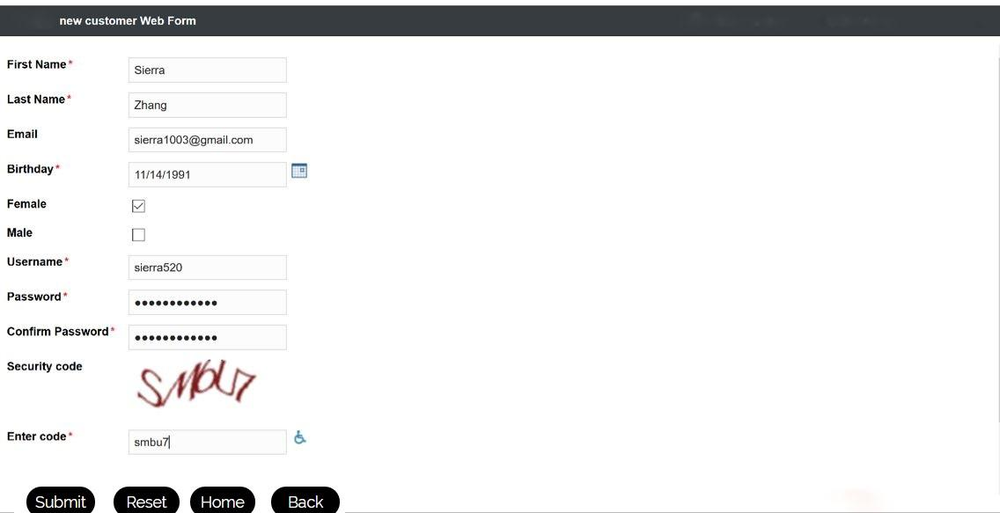 new customer Web Form
First Name* Sierra
Last Name* Zhang
Email sierra1003@gmail.com
Birthday* 11/14/1991
Female
Male
Username* sierra520
Password* ••••••••••••
Confirm Password* ••••••••••••
Security code SMbU7
Enter code* smbu7
Submit Reset Home Back